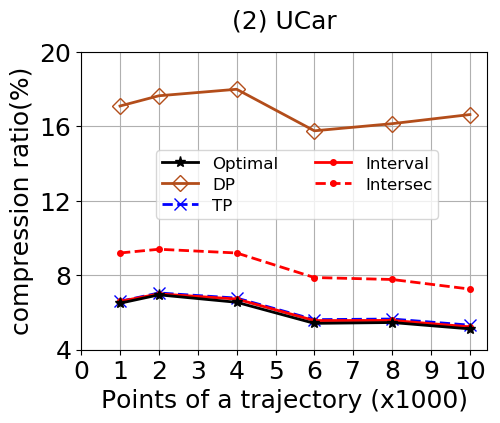 (2) UCar
compression ratio(%)
20
16
12
8
4
Optimal
DP
TP
Interval
Intersec
0 1 2 3 4 5 6 7 8 9 10
Points of a trajectory (x1000)